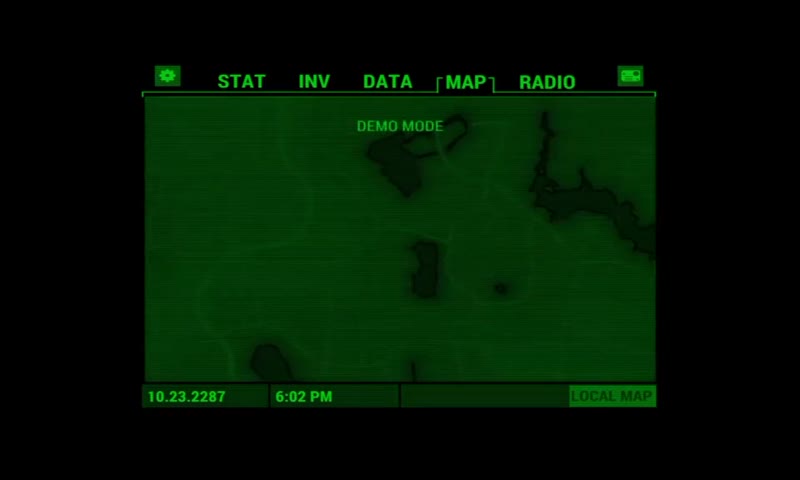 STAT INV DATA MAP RADIO
DEMO MODE
10.23.2287 6:02 PM LOCAL MAP